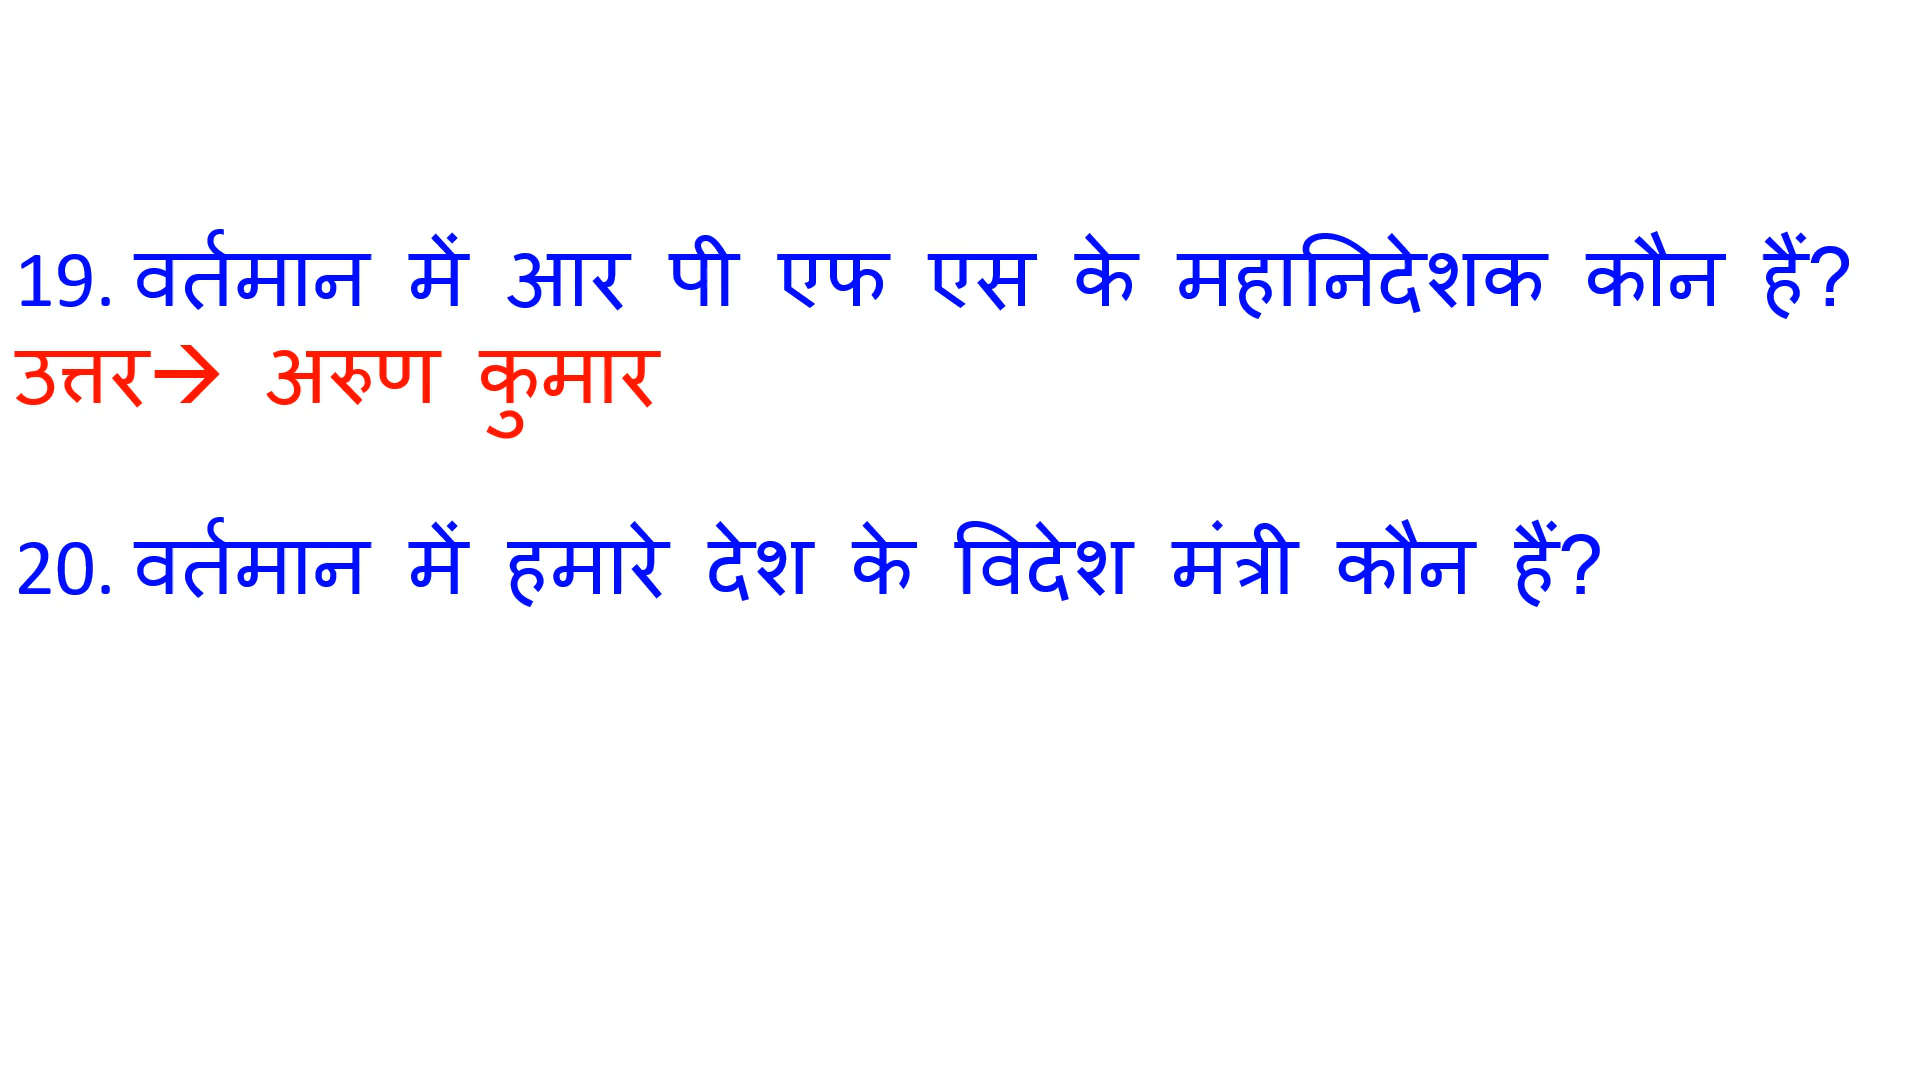 19. वर्तमान में आर पी एफ एस के महानिदेशक कौन हैं?
उत्तर→ अरुण कुमार
20. वर्तमान में हमारे देश के विदेश मंत्री कौन हैं?